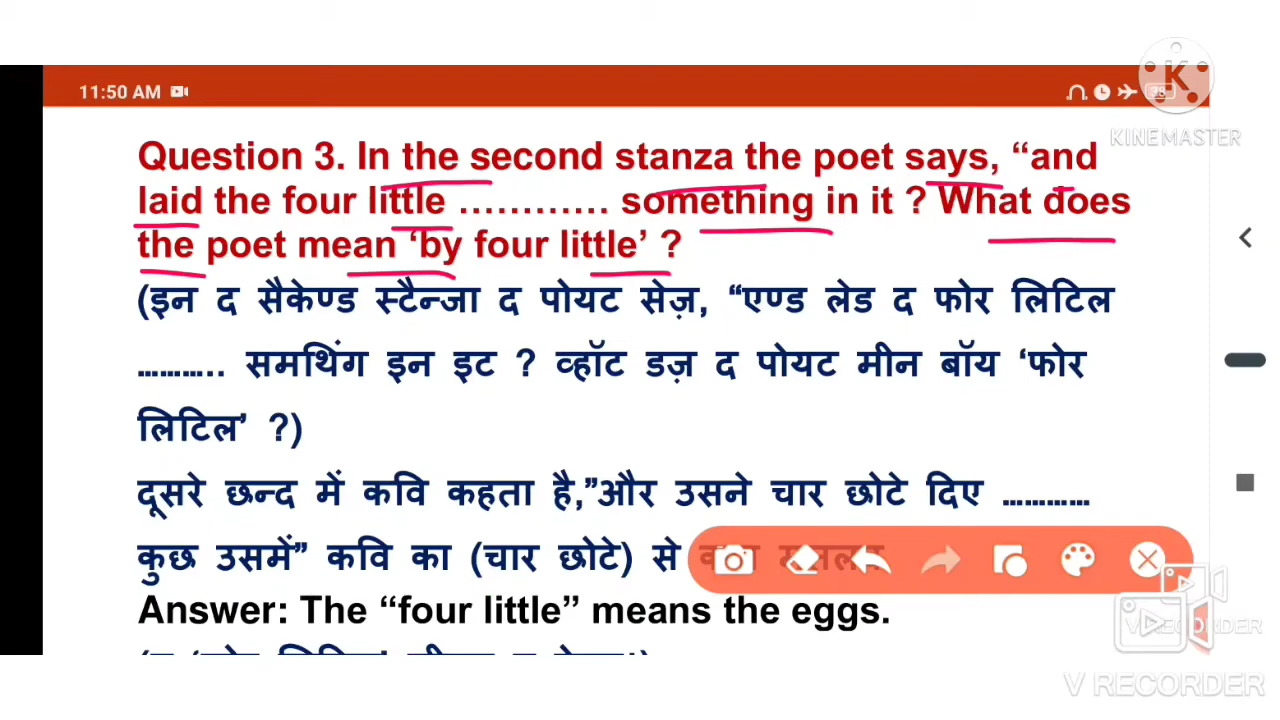 11:50 AM
KINEMASTER
Question 3. In the second stanza the poet says, “and
laid the four little ………… something in it ? What does
the poet mean ‘by four little’ ?
(इन द सैकेण्ड स्टैन्जा द पोयट सेज़, “एण्ड लेड द फोर लिटिल
……….. समथिंग इन इट ? व्हॉट डज़ द पोयट मीन बॉय ‘फोर
लिटिल’ ?)
दूसरे छन्द में कवि कहता है,”और उसने चार छोटे दिए …………
कुछ उसमें” कवि का (चार छोटे) से
Answer: The “four little” means the eggs.
V RECORDER
V RECORDER